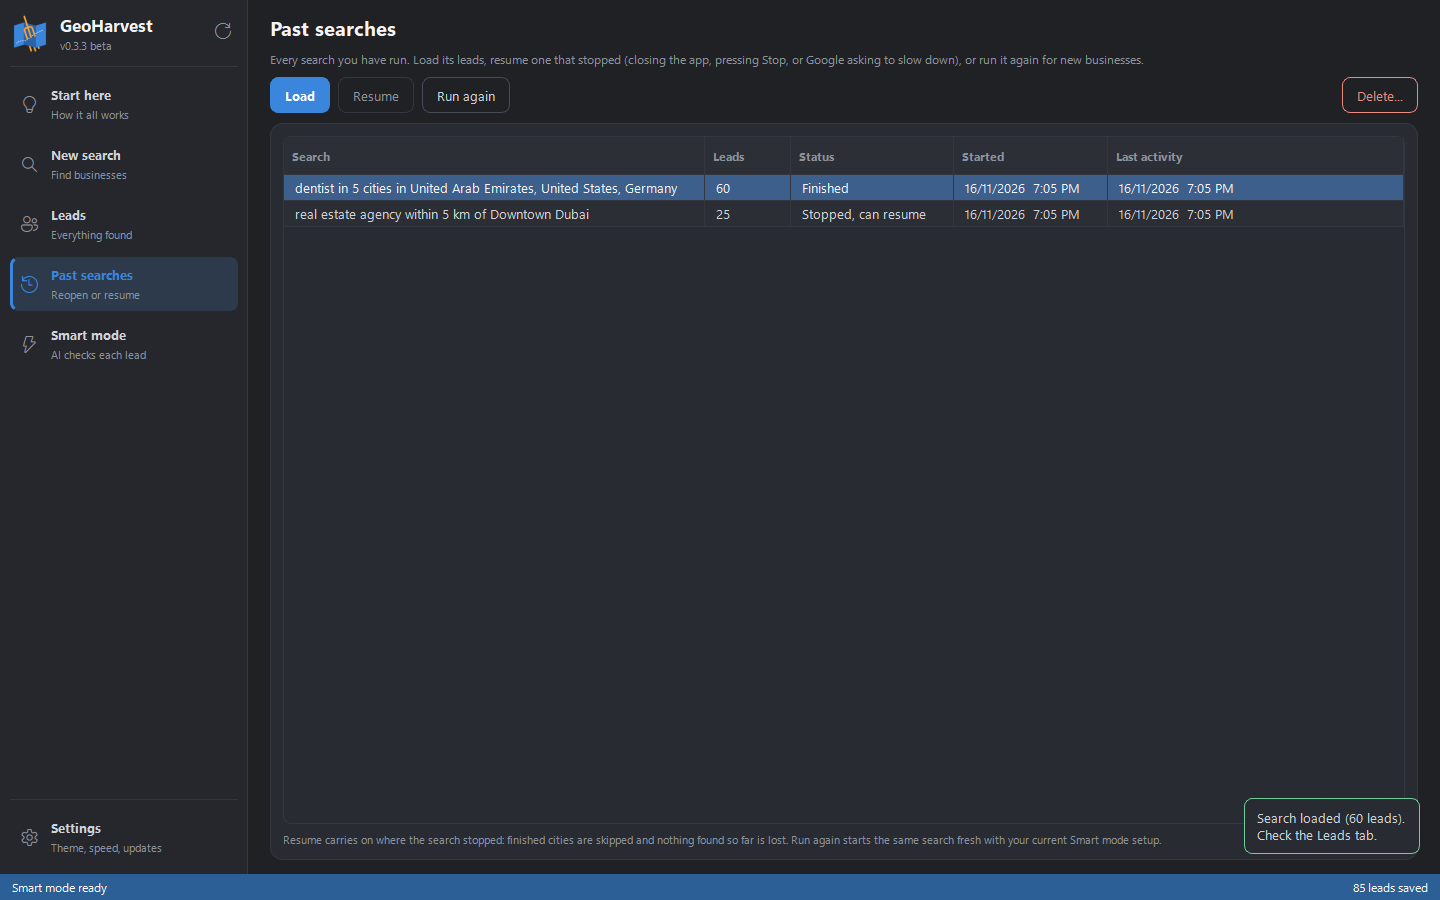 GeoHarvest
v0.3.3 beta
Start here
How it all works
New search
Find businesses
Leads
Everything found
Past searches
Reopen or resume
Smart mode
AI checks each lead
Settings
Theme, speed, updates
Past searches
Every search you have run. Load its leads, resume one that stopped (closing the app, pressing Stop, or Google asking to slow down), or run it again for new businesses.
Load Resume Run again Delete...
Search Leads Status Started Last activity
dentist in 5 cities in United Arab Emirates, United States, Germany 60 Finished 16/11/2026 7:05 PM 16/11/2026 7:05 PM
real estate agency within 5 km of Downtown Dubai 25 Stopped, can resume 16/11/2026 7:05 PM 16/11/2026 7:05 PM
Resume carries on where the search stopped: finished cities are skipped and nothing found so far is lost. Run again starts the same search fresh with your current Smart mode setup.
Search loaded (60 leads).
Check the Leads tab.
Smart mode ready 85 leads saved